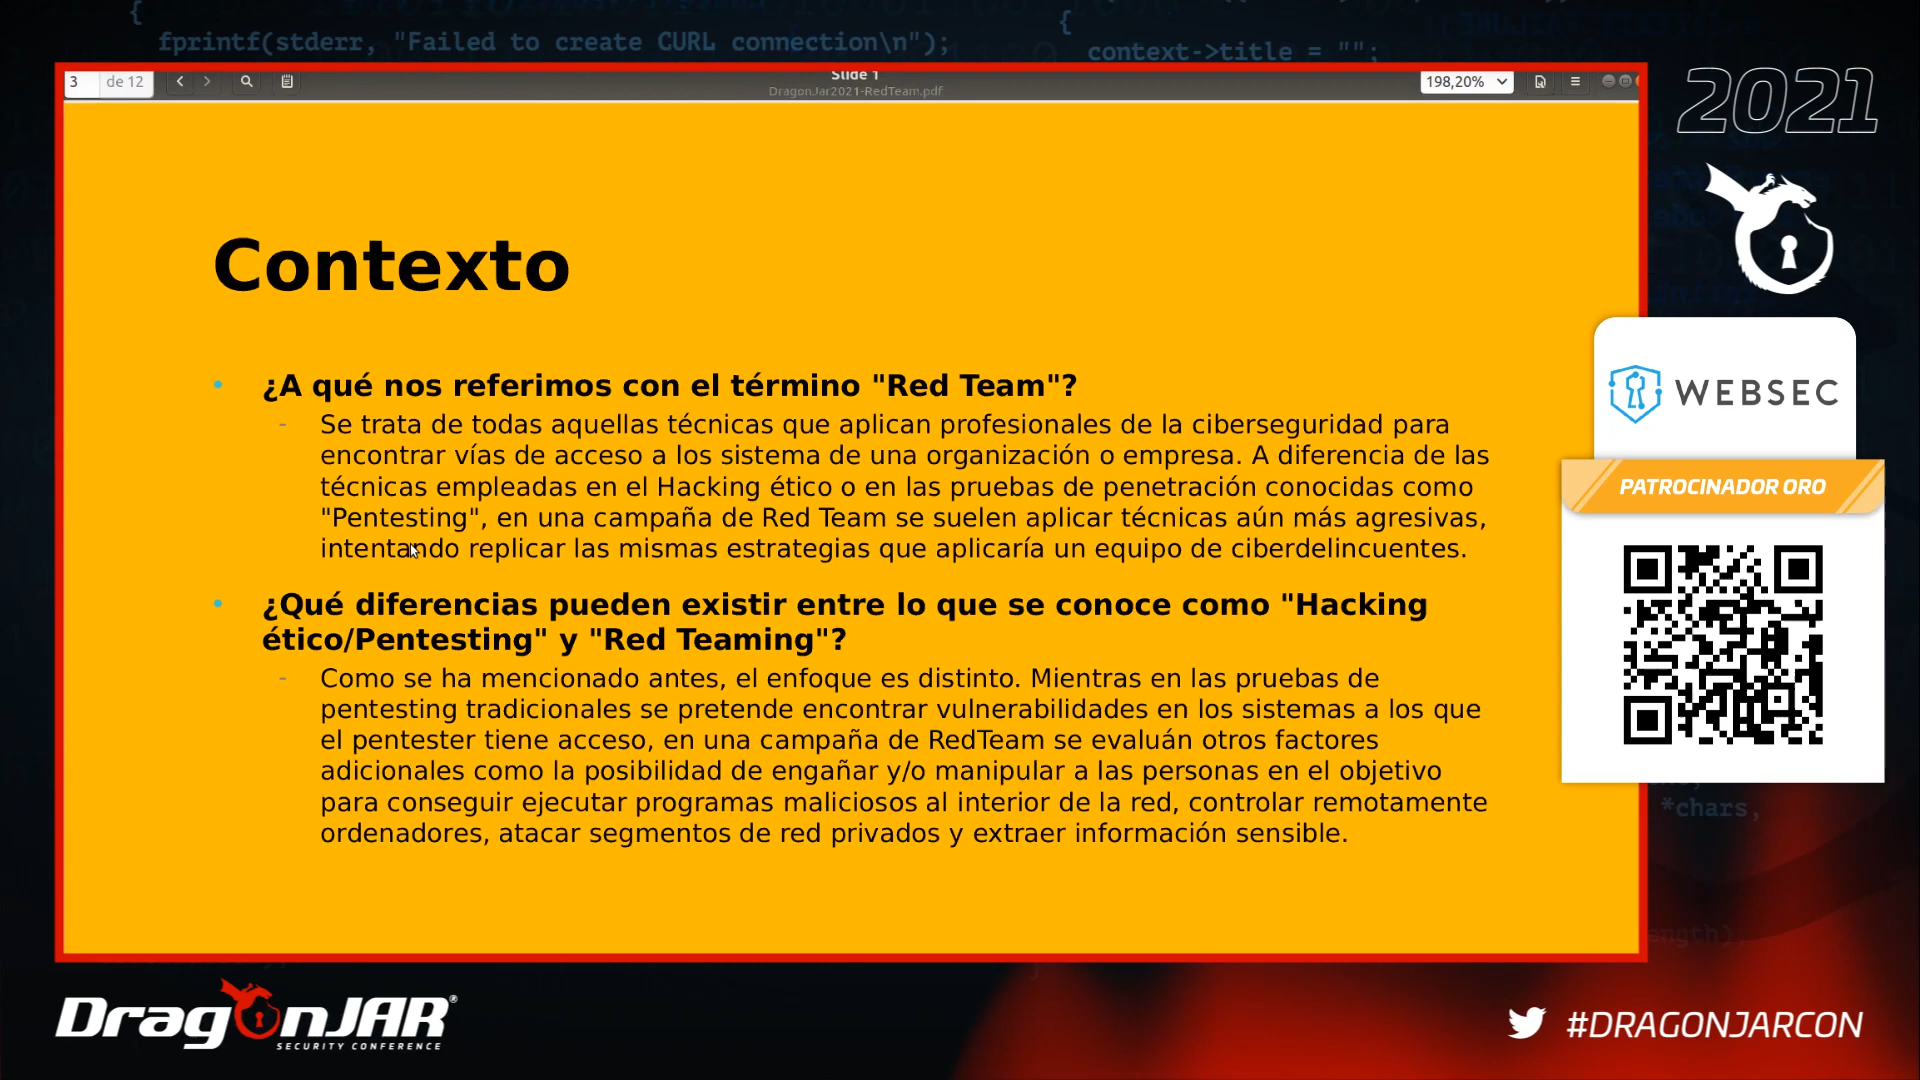 {
fprintf(stderr, "Failed to create CURL connection\n");
{
context->title = "";
3 de 12
Slide 1
DragonJar2021-RedTeam.pdf
198,20%
2021
Contexto
• ¿A qué nos referimos con el término "Red Team"?
- Se trata de todas aquellas técnicas que aplican profesionales de la ciberseguridad para
encontrar vías de acceso a los sistema de una organización o empresa. A diferencia de las
técnicas empleadas en el Hacking ético o en las pruebas de penetración conocidas como
"Pentesting", en una campaña de Red Team se suelen aplicar técnicas aún más agresivas,
intentando replicar las mismas estrategias que aplicaría un equipo de ciberdelincuentes.
• ¿Qué diferencias pueden existir entre lo que se conoce como "Hacking
ético/Pentesting" y "Red Teaming"?
- Como se ha mencionado antes, el enfoque es distinto. Mientras en las pruebas de
pentesting tradicionales se pretende encontrar vulnerabilidades en los sistemas a los que
el pentester tiene acceso, en una campaña de RedTeam se evaluán otros factores
adicionales como la posibilidad de engañar y/o manipular a las personas en el objetivo
para conseguir ejecutar programas maliciosos al interior de la red, controlar remotamente
ordenadores, atacar segmentos de red privados y extraer información sensible.
WEBSEC
PATROCINADOR ORO
*chars,
DragonJAR®
SECURITY CONFERENCE
#DRAGONJARCON